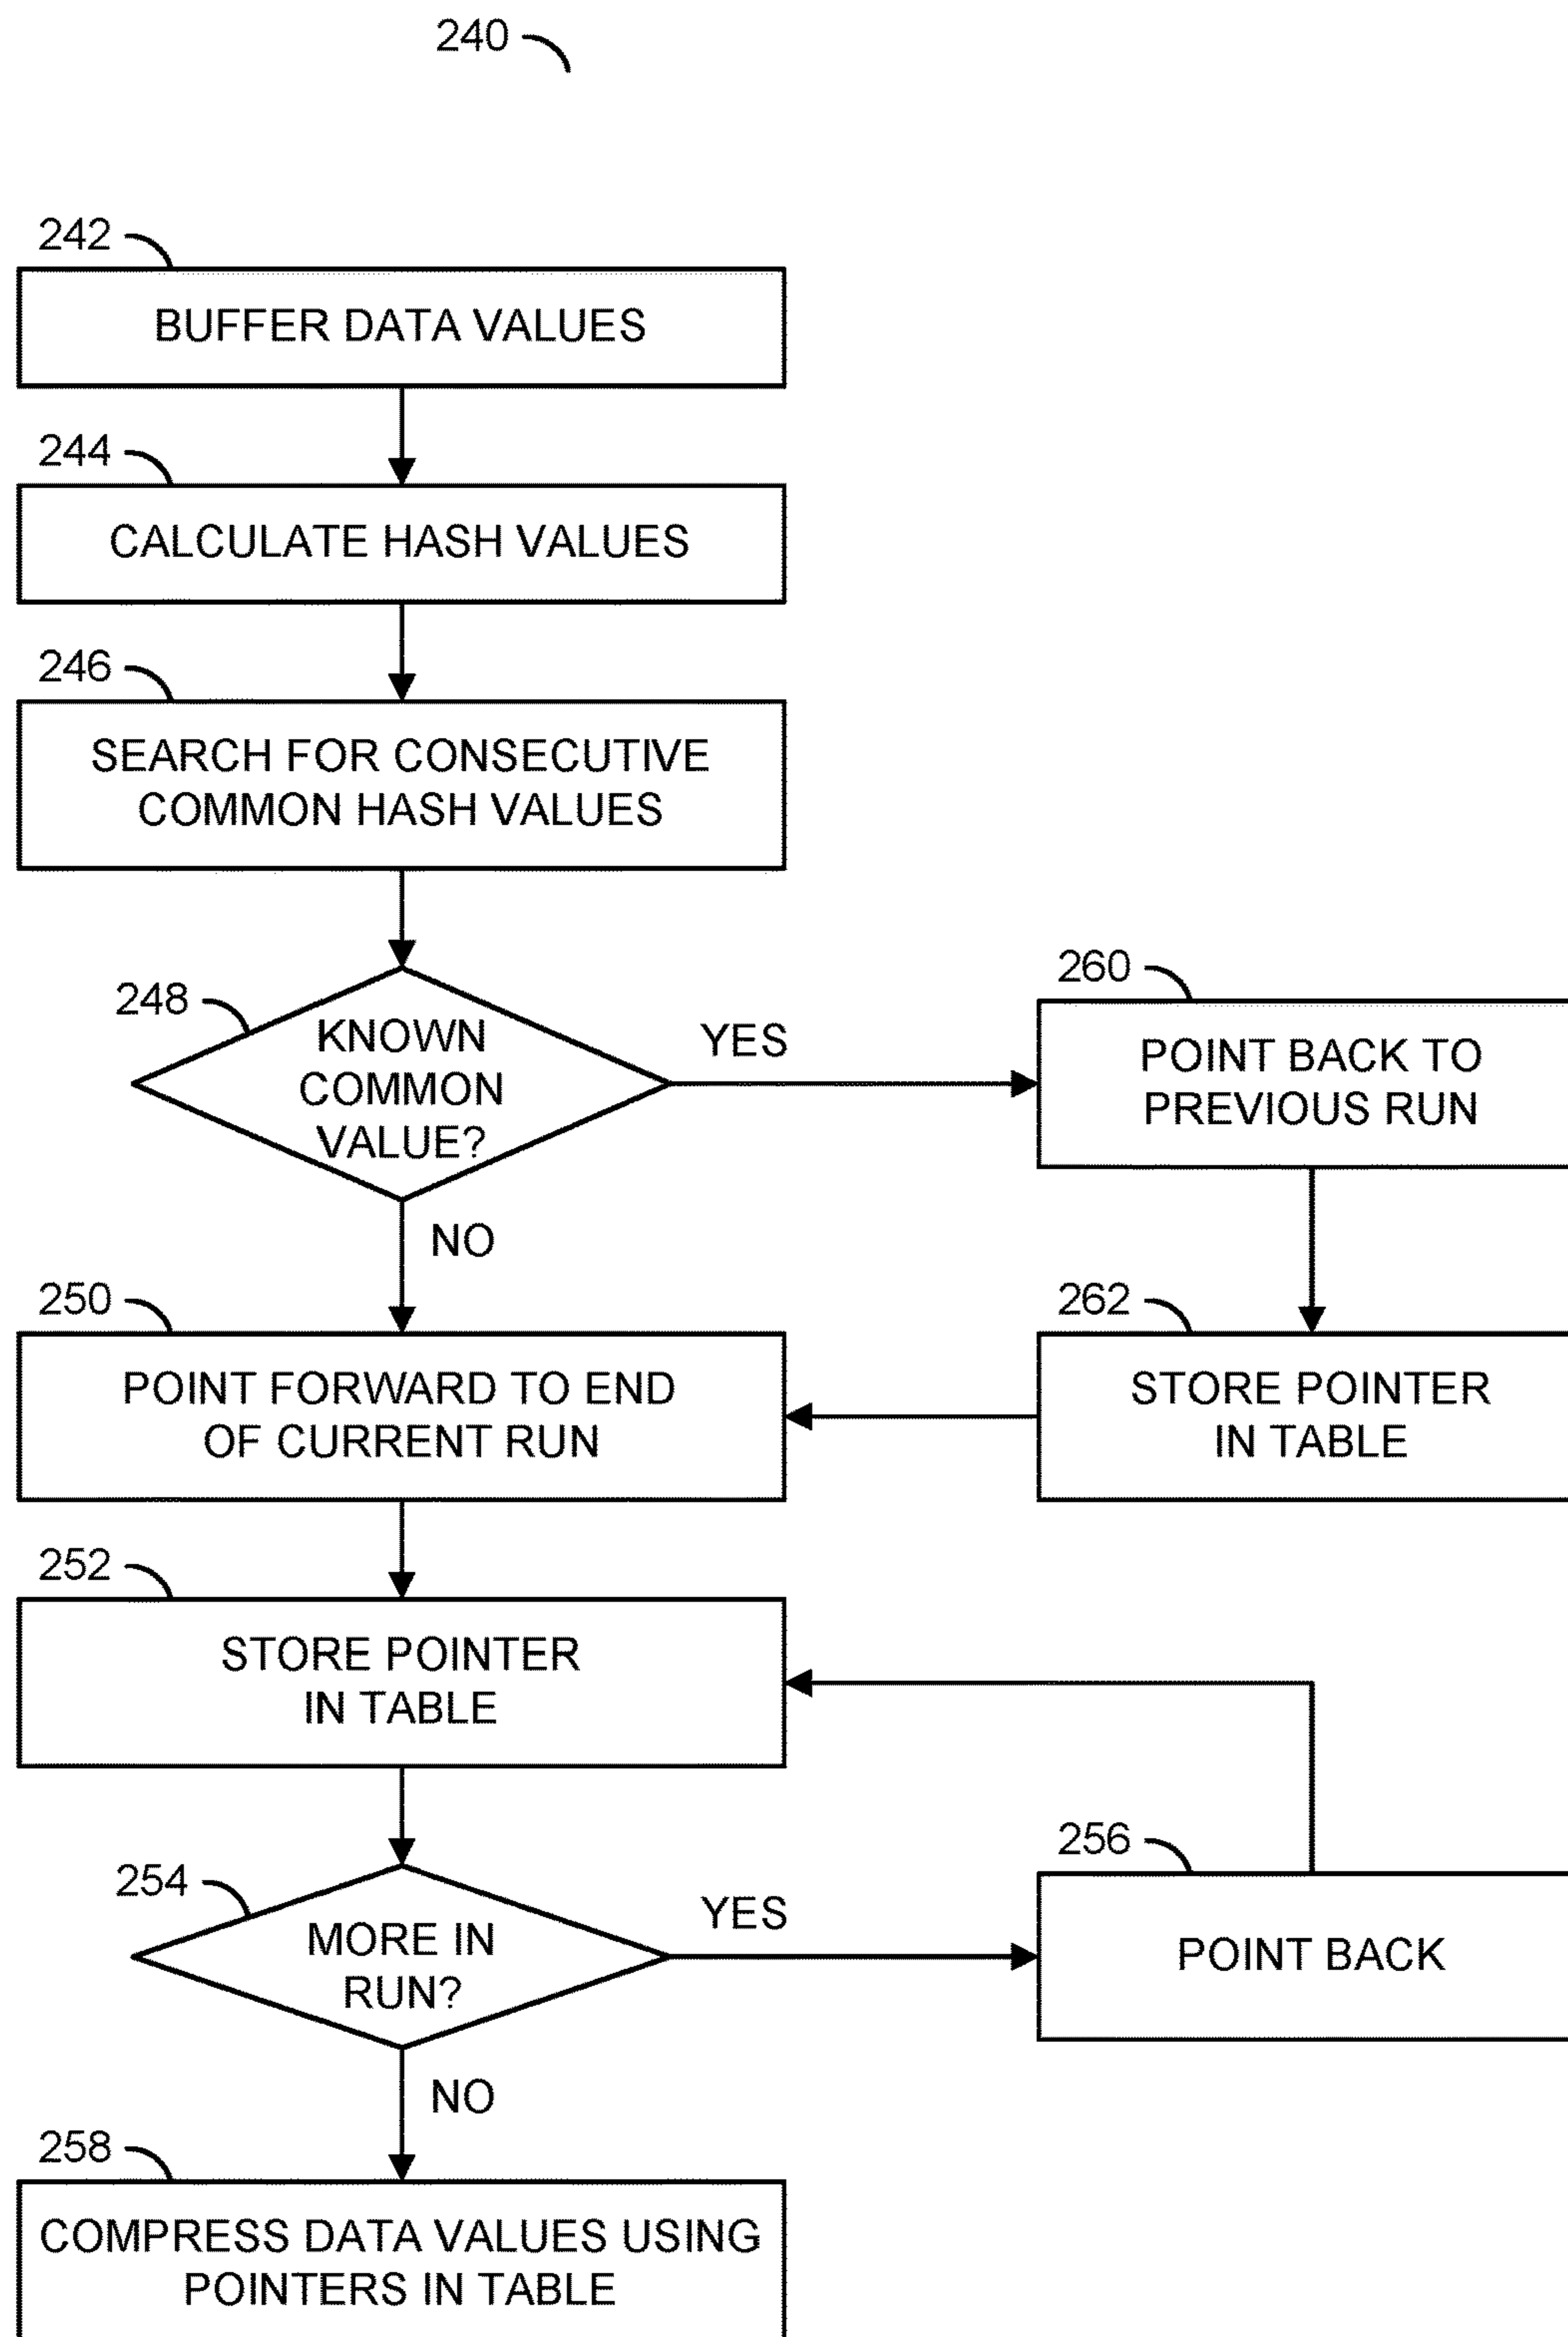 240
242
BUFFER DATA VALUES
244
CALCULATE HASH VALUES
246
SEARCH FOR CONSECUTIVE
COMMON HASH VALUES
248
KNOWN
COMMON
VALUE?
YES
260
POINT BACK TO
PREVIOUS RUN
NO
250
POINT FORWARD TO END
OF CURRENT RUN
262
STORE POINTER
IN TABLE
252
STORE POINTER
IN TABLE
254
MORE IN
RUN?
YES
256
POINT BACK
NO
258
COMPRESS DATA VALUES USING
POINTERS IN TABLE